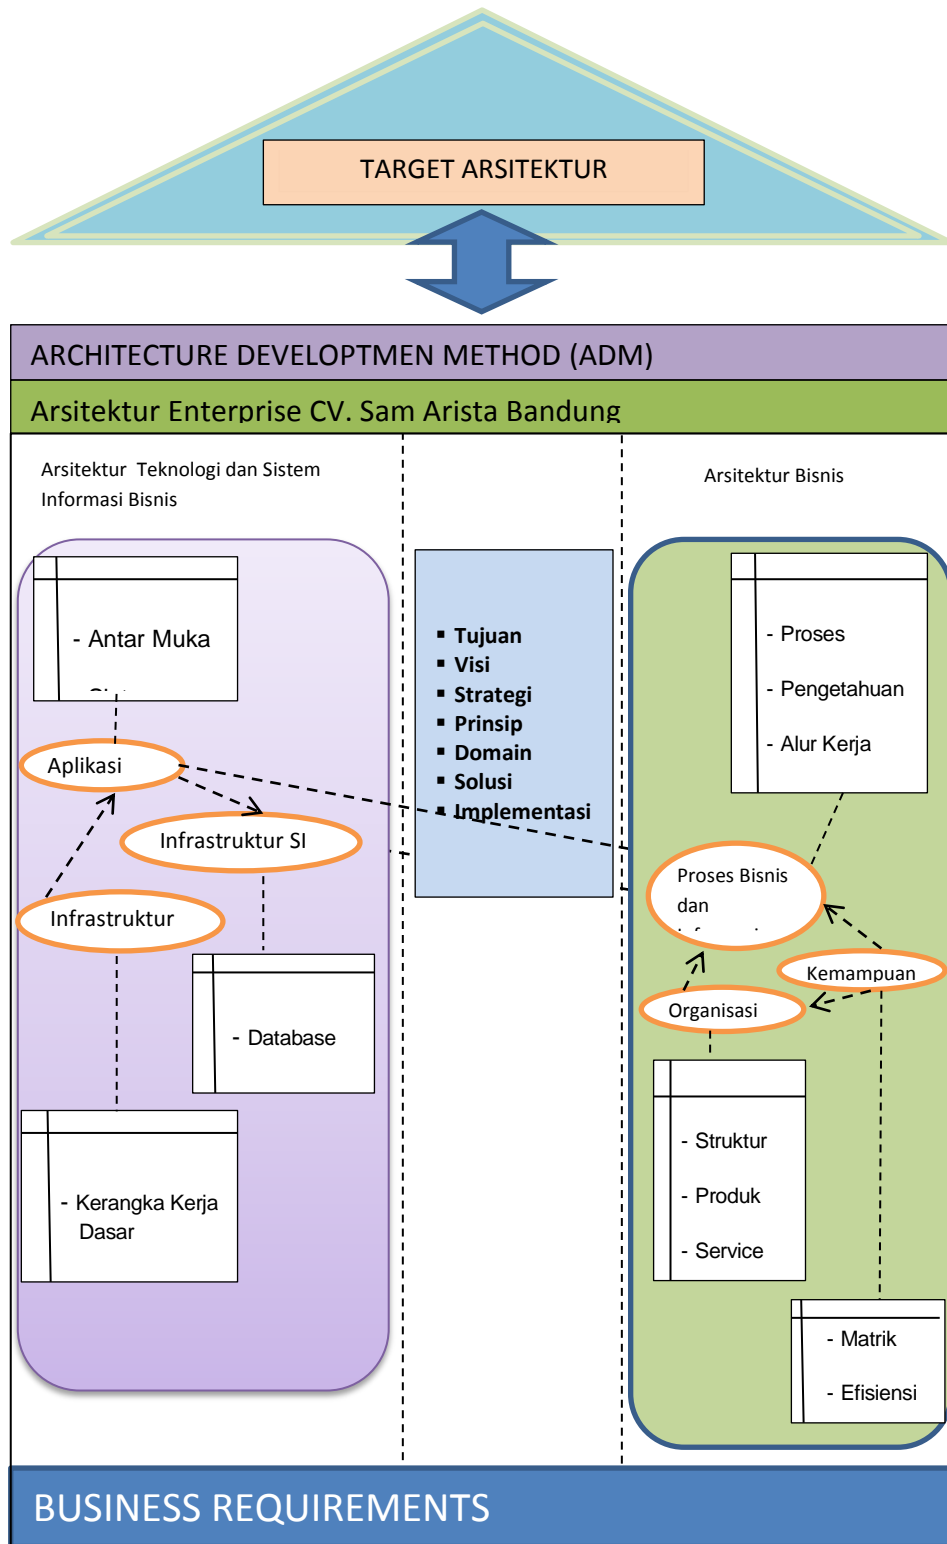 TARGET ARSITEKTUR
ARCHITECTURE DEVELOPTMEN METHOD (ADM)
Arsitektur Enterprise CV. Sam Arista Bandung
Arsitektur Teknologi dan Sistem
Informasi Bisnis
- Antar Muka
Aplikasi
Infrastruktur SI
Infrastruktur
- Database
- Kerangka Kerja
Dasar
▪ Tujuan
▪ Visi
▪ Strategi
▪ Prinsip
▪ Domain
▪ Solusi
▪ Implementasi
Arsitektur Bisnis
- Proses
- Pengetahuan
- Alur Kerja
Proses Bisnis
dan
Kemampuan
Organisasi
- Struktur
- Produk
- Service
- Matrik
- Efisiensi
BUSINESS REQUIREMENTS